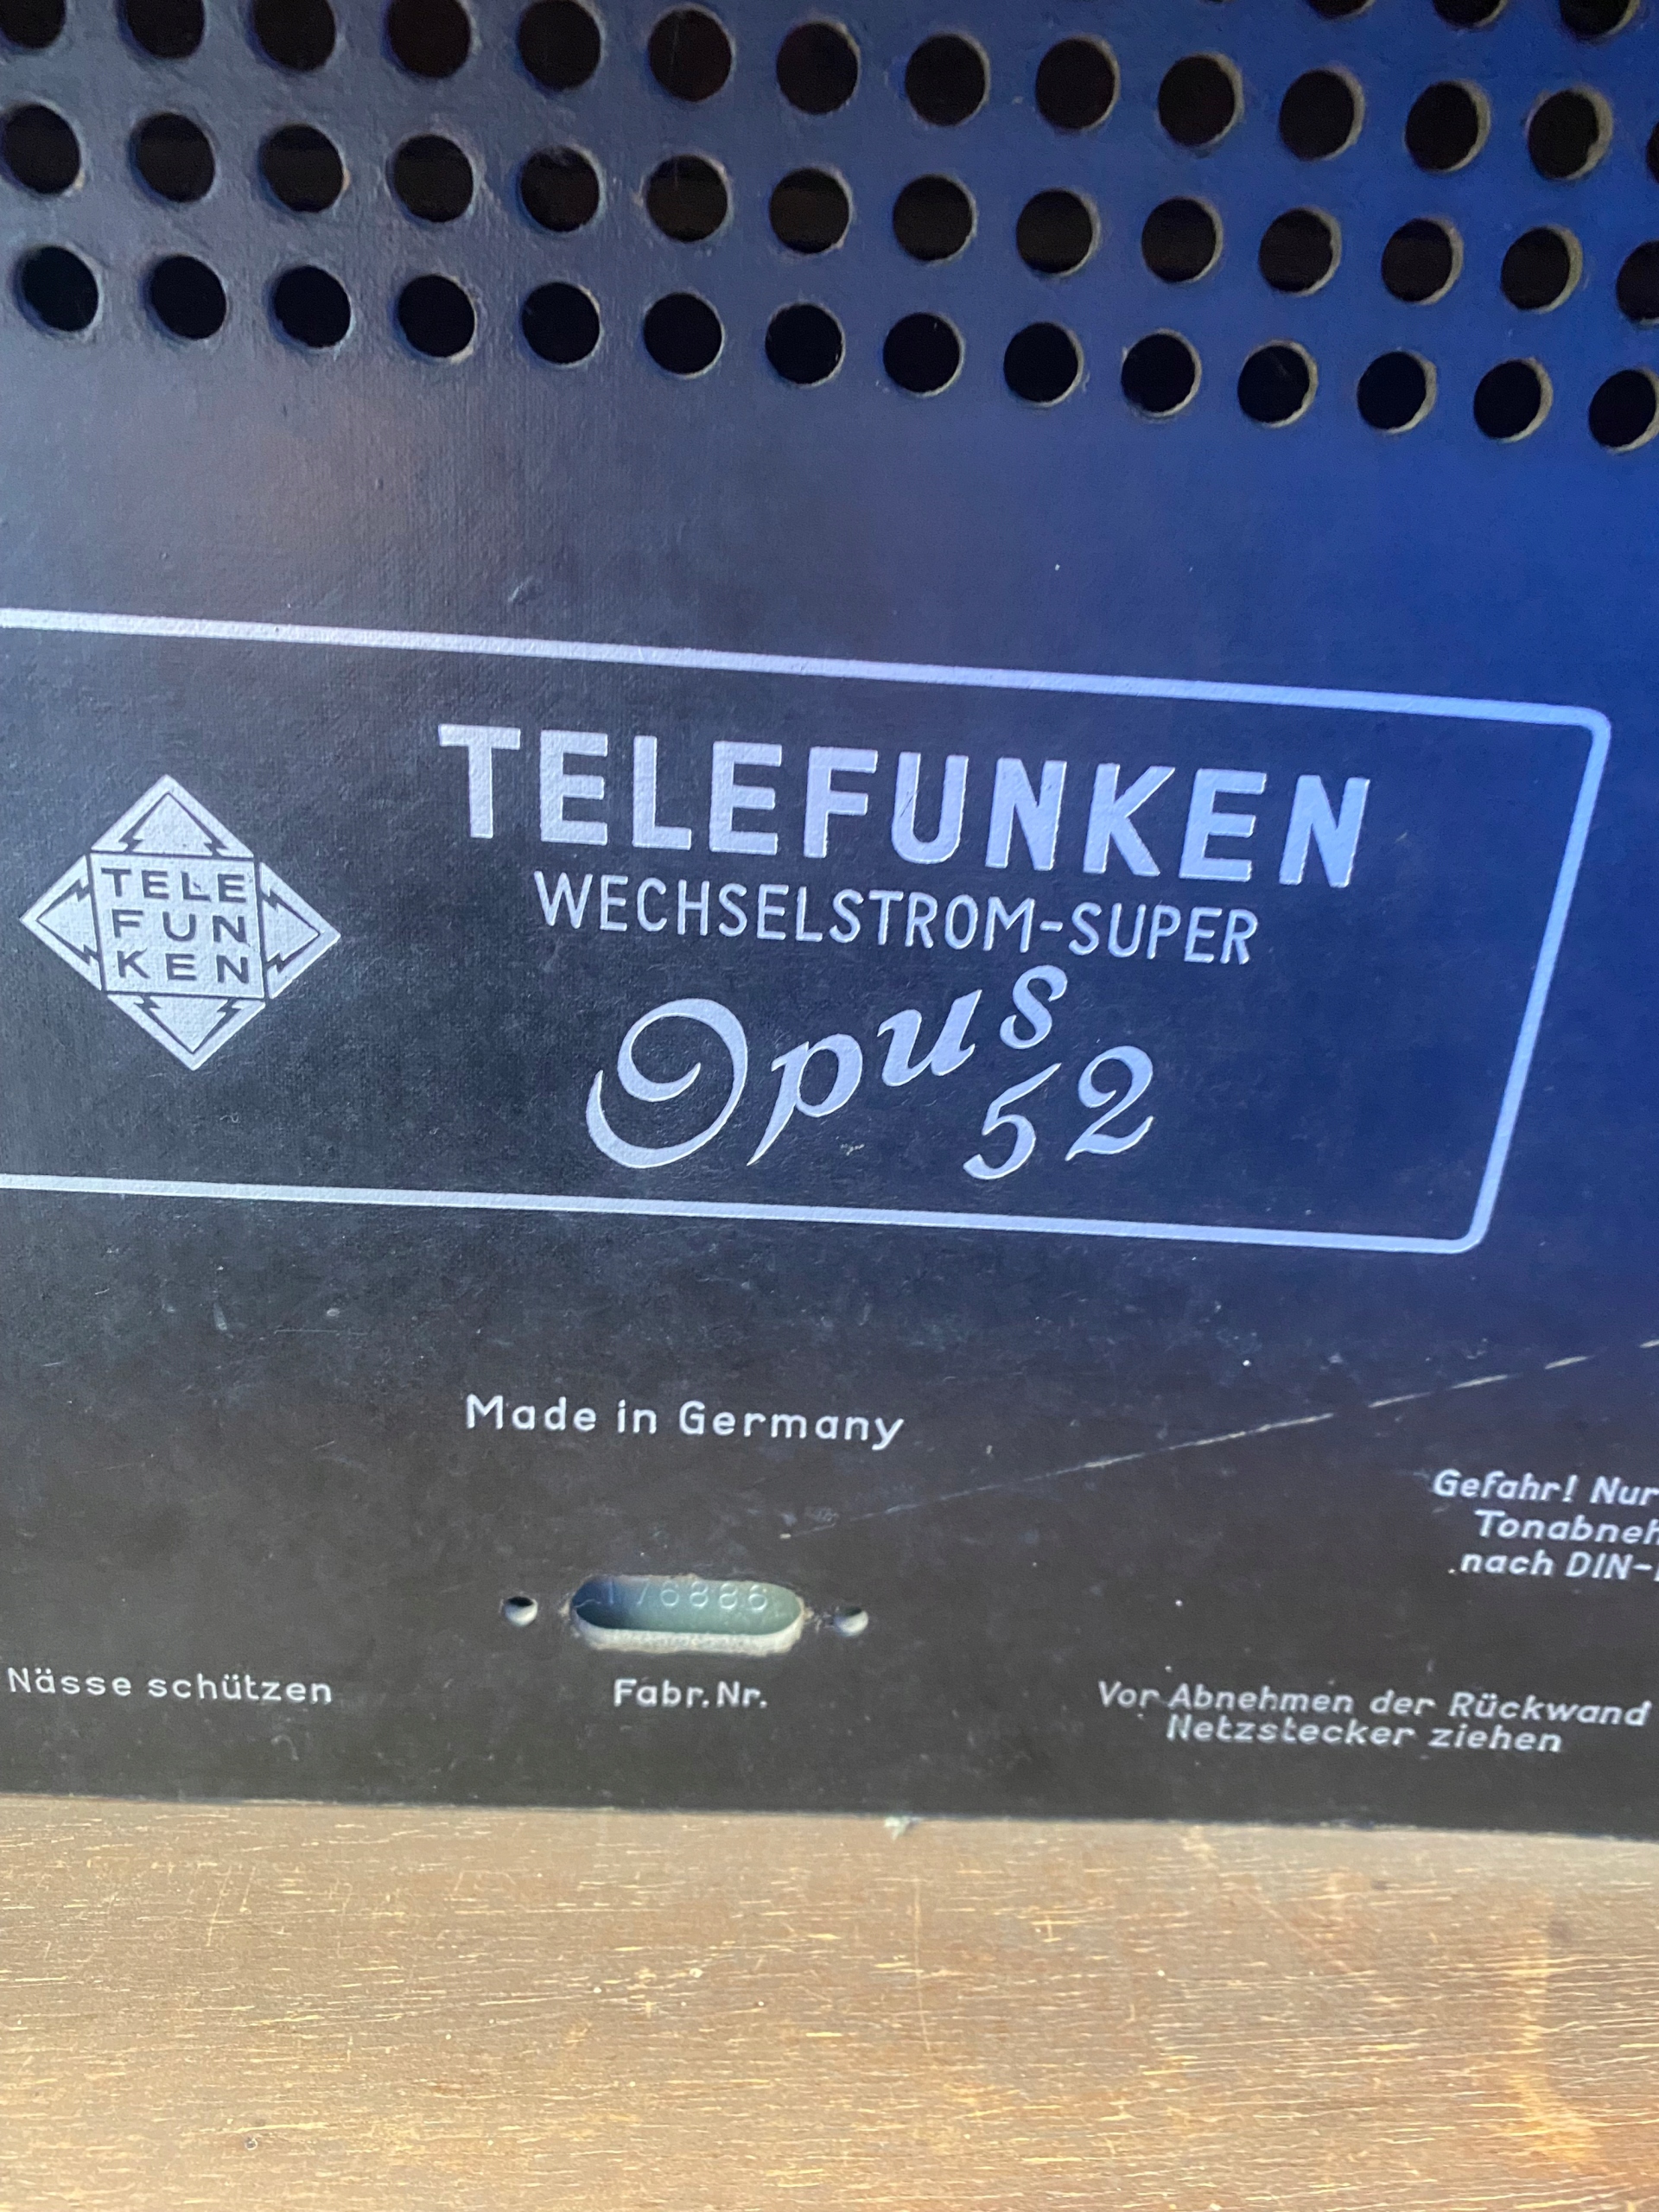 TELEFUNKEN
WECHSELSTROM-SUPER
Opus
52
TELE
FUN
KEN
Made in Germany
Gefahr! Nur
Tonabneh
nach DIN-
176886
Fabr.Nr.
Nässe schützen
Vor Abnehmen der Rückwand
Netzstecker ziehen